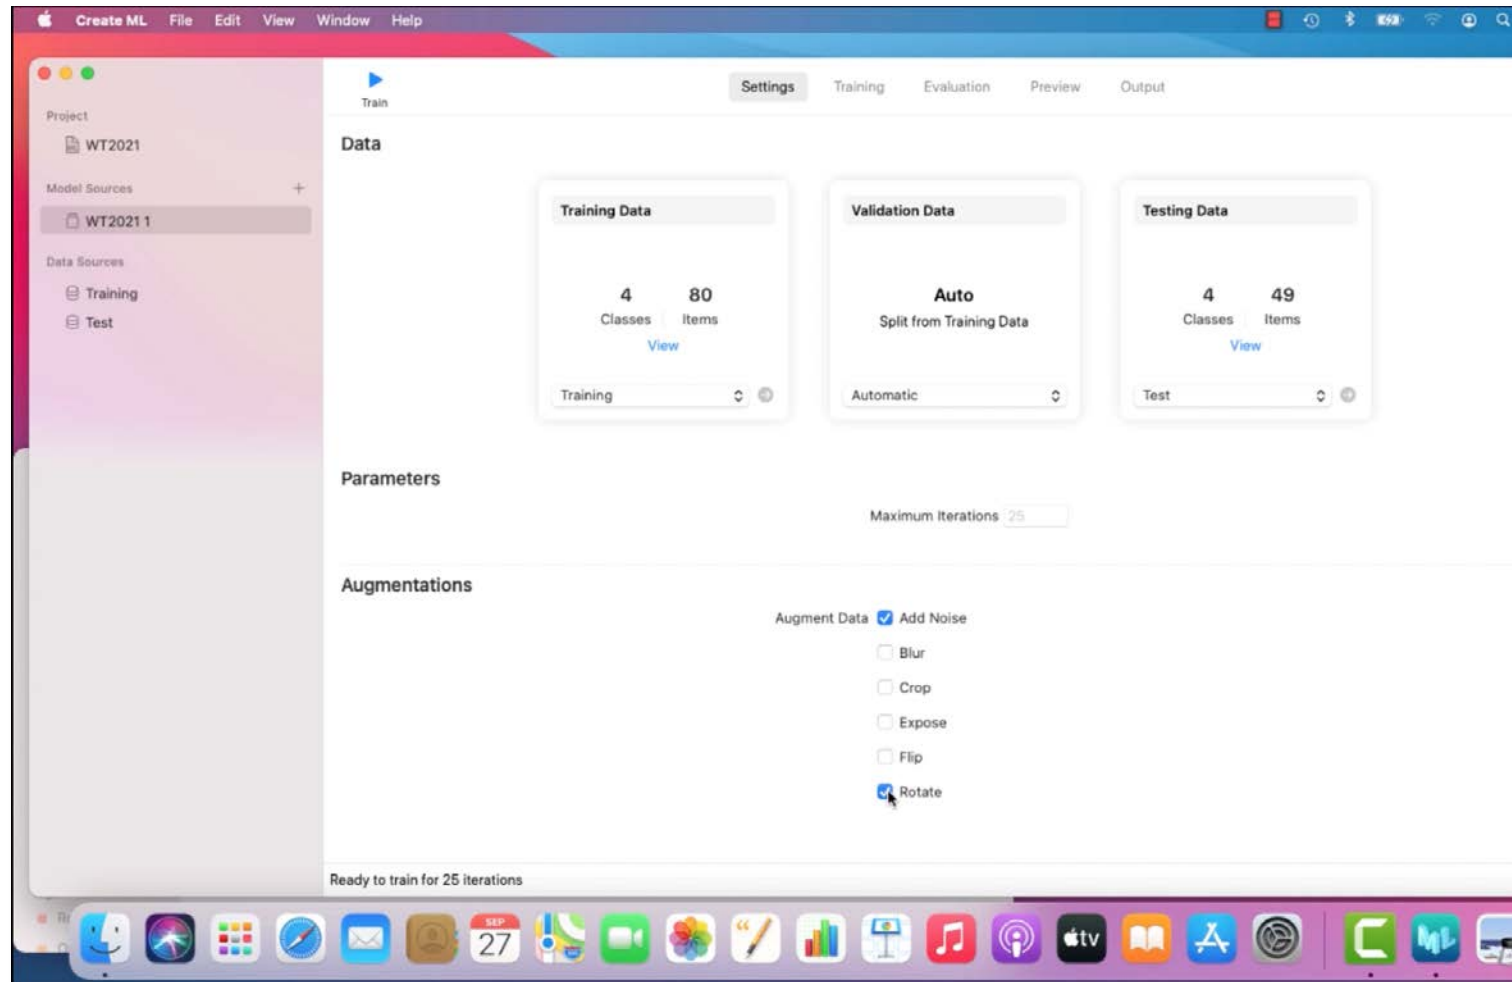 Create ML File Edit View Window Help
Train
Settings Training Evaluation Preview Output
Project
WT2021
Model Sources +
WT2021 1
Data Sources
Training
Test
Data
Training Data Validation Data Testing Data
4 80 Auto 4 49
Classes Items Split from Training Data Classes Items
View View
Training Automatic Test
Parameters
Maximum Iterations 25
Augmentations
Augment Data Add Noise
Blur
Crop
Expose
Flip
Rotate
Ready to train for 25 iterations
SEP
27
tv
ML